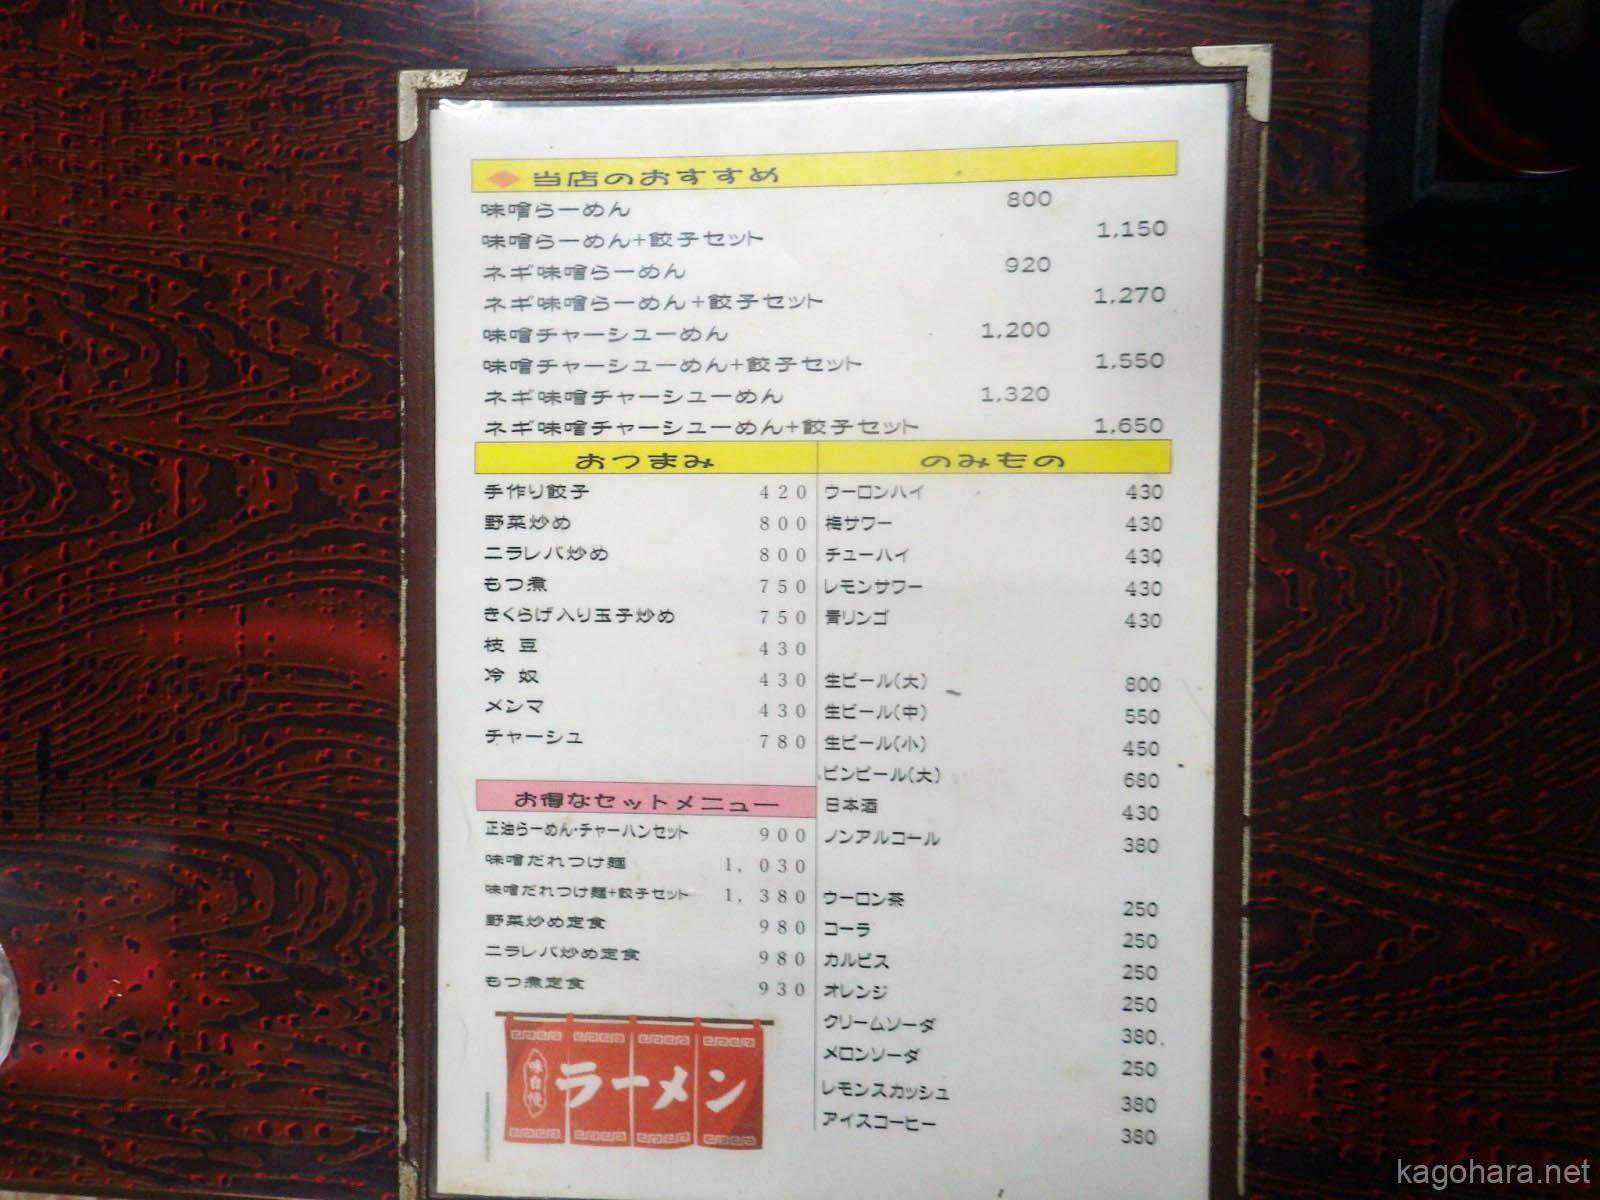 ◆ 当店のおすすめ
味噌らーめん 800
味噌らーめん+餃子セット 1,150
ネギ味噌らーめん 920
ネギ味噌らーめん+餃子セット 1,270
味噌チャーシューめん 1,200
味噌チャーシューめん+餃子セット 1,550
ネギ味噌チャーシューめん 1,320
ネギ味噌チャーシューめん+餃子セット 1,650
おつまみ
手作り餃子 420
野菜炒め 800
ニラレバ炒め 800
もつ煮 750
きくらげ入り玉子炒め 750
枝豆 430
冷奴 430
メンマ 430
チャーシュ 780
お得なセットメニュー
正油らーめん・チャーハンセット 900
味噌だれつけ麺 1,030
味噌だれつけ麺+餃子セット 1,380
野菜炒め定食 980
ニラレバ炒め定食 980
もつ煮定食 930
味自慢
ラーメン
のみもの
ウーロンハイ 430
梅サワー 430
チューハイ 430
レモンサワー 430
青リンゴ 430
生ビール(大) 800
生ビール(中) 550
生ビール(小) 450
ビンビール(大) 680
日本酒 430
ノンアルコール 380
ウーロン茶 250
コーラ 250
カルピス 250
オレンジ 250
クリームソーダ 380
メロンソーダ 250
レモンスカッシュ 380
アイスコーヒー 380
kagohara.net